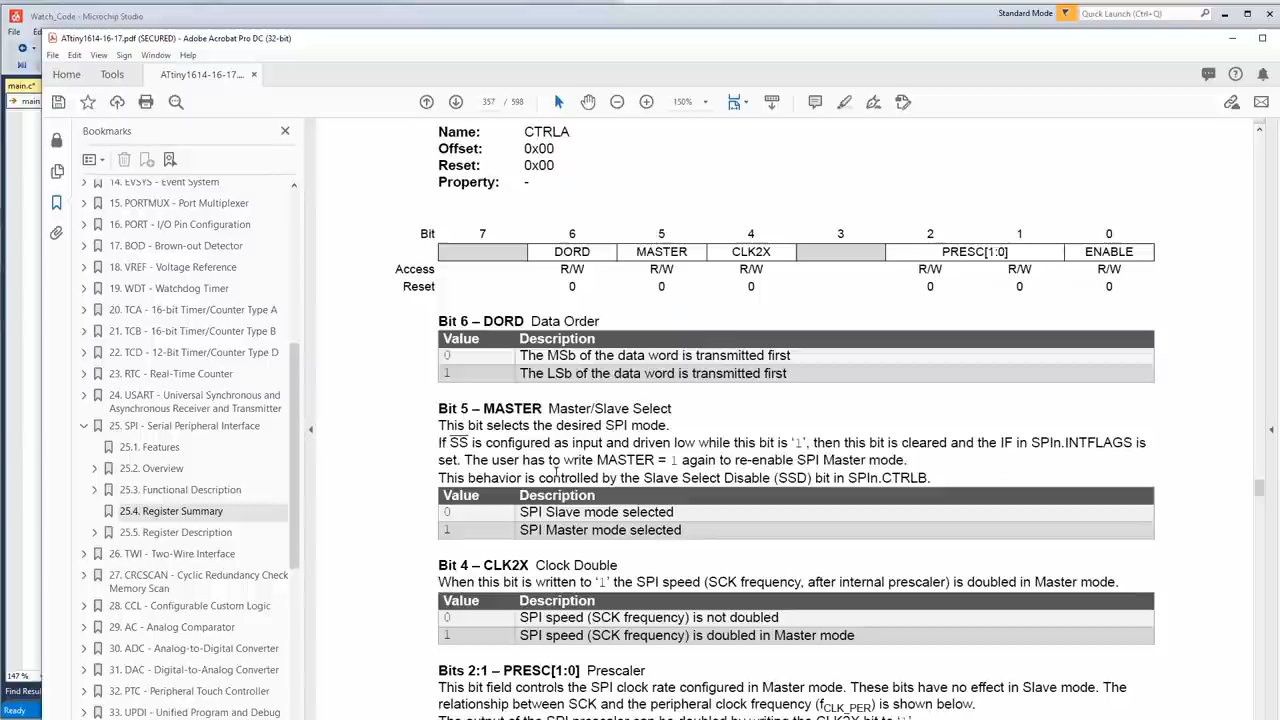 Watch_Code - Microchip Studio
Standard Mode
Quick Launch (Ctrl+Q)
File
ATtiny1614-16-17.pdf (SECURED) - Adobe Acrobat Pro DC (32-bit)
File Edit View Sign Window Help
main.c*
Home Tools ATtiny1614-16-17.... ×
main
357 / 598 150%
Bookmarks
14. EVSYS - Event System
15. PORTMUX - Port Multiplexer
16. PORT - I/O Pin Configuration
17. BOD - Brown-out Detector
18. VREF - Voltage Reference
19. WDT - Watchdog Timer
20. TCA - 16-bit Timer/Counter Type A
21. TCB - 16-bit Timer/Counter Type B
22. TCD - 12-Bit Timer/Counter Type D
23. RTC - Real-Time Counter
24. USART - Universal Synchronous and
Asynchronous Receiver and Transmitter
25. SPI - Serial Peripheral Interface
25.1. Features
25.2. Overview
25.3. Functional Description
25.4. Register Summary
25.5. Register Description
26. TWI - Two-Wire Interface
27. CRCSCAN - Cyclic Redundancy Check
Memory Scan
28. CCL - Configurable Custom Logic
29. AC - Analog Comparator
30. ADC - Analog-to-Digital Converter
31. DAC - Digital-to-Analog Converter
32. PTC - Peripheral Touch Controller
33. UPDI - Unified Program and Debug
147 %
Find Resul
Ready
Name: CTRLA
Offset: 0x00
Reset: 0x00
Property: -
Bit 7 6 5 4 3 2 1 0
DORD MASTER CLK2X PRESC[1:0] ENABLE
Access R/W R/W R/W R/W R/W R/W
Reset 0 0 0 0 0 0
Bit 6 – DORD Data Order
Value Description
0 The MSb of the data word is transmitted first
1 The LSb of the data word is transmitted first
Bit 5 – MASTER Master/Slave Select
This bit selects the desired SPI mode.
If SS is configured as input and driven low while this bit is ‘1’, then this bit is cleared and the IF in SPIn.INTFLAGS is
set. The user has to write MASTER = 1 again to re-enable SPI Master mode.
This behavior is controlled by the Slave Select Disable (SSD) bit in SPIn.CTRLB.
Value Description
0 SPI Slave mode selected
1 SPI Master mode selected
Bit 4 – CLK2X Clock Double
When this bit is written to ‘1’ the SPI speed (SCK frequency, after internal prescaler) is doubled in Master mode.
Value Description
0 SPI speed (SCK frequency) is not doubled
1 SPI speed (SCK frequency) is doubled in Master mode
Bits 2:1 – PRESC[1:0] Prescaler
This bit field controls the SPI clock rate configured in Master mode. These bits have no effect in Slave mode. The
relationship between SCK and the peripheral clock frequency (fCLK_PER) is shown below.
The output of the SPI prescaler can be doubled by writing the CLK2X bit to ‘1’.